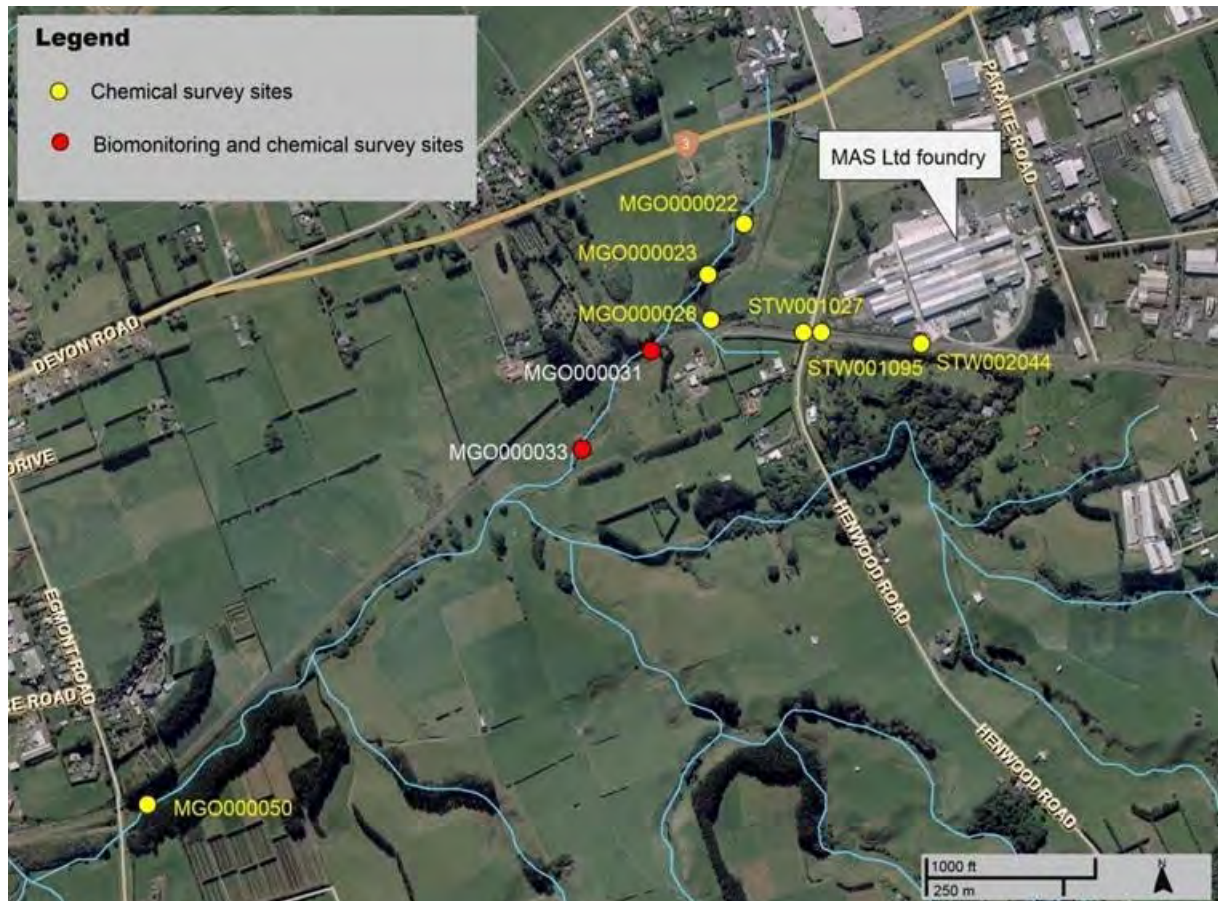 Legend
Chemical survey sites
Biomonitoring and chemical survey sites
3
PARAITE ROAD
MAS Ltd foundry
MGO000022
MGO000023
MGO000028
STW001027
STW001095
STW002044
DEVON ROAD
MGO000031
MGO000033
DRIVE
HENWOOD ROAD
EGMONT ROAD
RE ROAD
HENWOOD ROAD
MGO000050
1000 ft
250 m
N